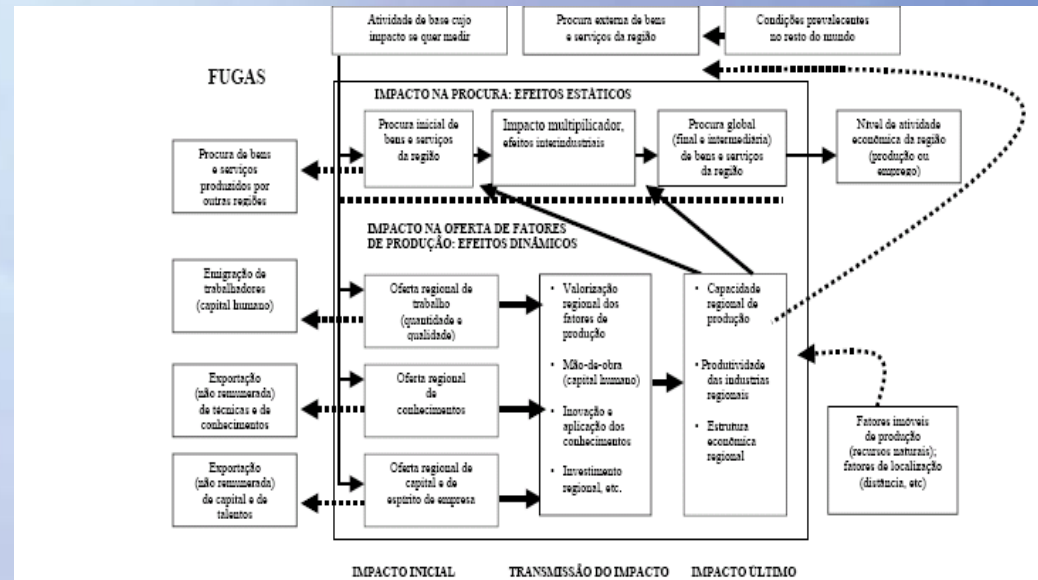 Atividade de base cujo
impacto se quer medir
Procura externa de bens
e serviços da região
Condições prevalecentes
no resto do mundo
FUGAS
IMPACTO NA PROCURA: EFEITOS ESTÁTICOS
Procura inicial de
bens e serviços
da região
Impacto multipilicador,
efeitos interindustriais
Procura global
(final e intermediária)
de bens e serviços
da região
Nível de atividade
econômica da região
(produção ou
emprego)
Procura de bens
e serviços
produzidos por
outras regiões
IMPACTO NA OFERTA DE FATORES
DE PRODUÇÃO: EFEITOS DINÂMICOS
Emigração de
trabalhadores
(capital humano)
Oferta regional de
trabalho
(quantidade e
qualidade)
• Valorização
regional dos
fatores de
produção
• Mão-de-obra
(capital humano)
• Inovação e
aplicação dos
conhecimentos
• Investimento
regional, etc.
• Capacidade
regional de
produção
• Produtividade
das industrias
regionais
• Estrutura
econômica
regional
Exportação
(não remunerada)
de técnicas e de
conhecimentos
Oferta regional
de
conhecimentos
Fatores imóveis
de produção
(recursos naturais);
fatores de localização
(distância, etc)
Exportação
(não remunerada)
de capital e de
talentos
Oferta regional de
capital e de
espírito de empresa
IMPACTO INICIAL
TRANSMISSÃO DO IMPACTO
IMPACTO ÚLTIMO